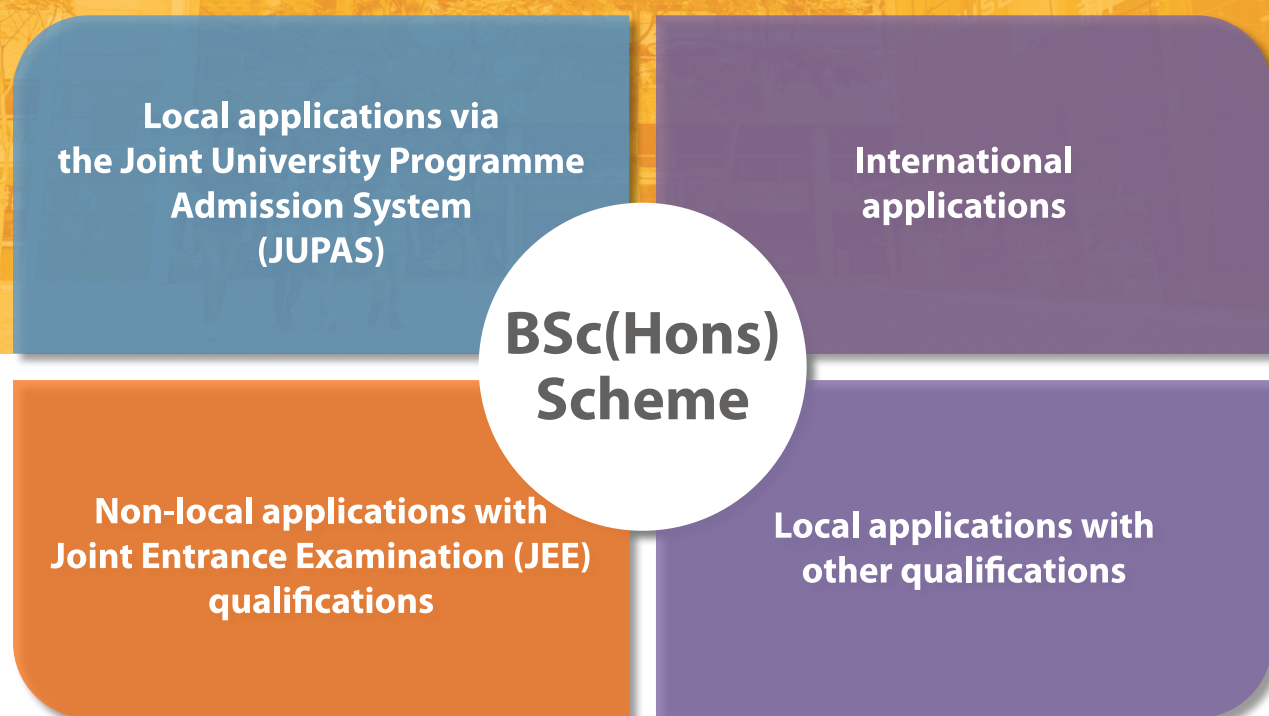 Local applications via
the Joint University Programme
Admission System
(JUPAS)
International
applications
BSc(Hons)
Scheme
Non-local applications with
Joint Entrance Examination (JEE)
qualifications
Local applications with
other qualifications